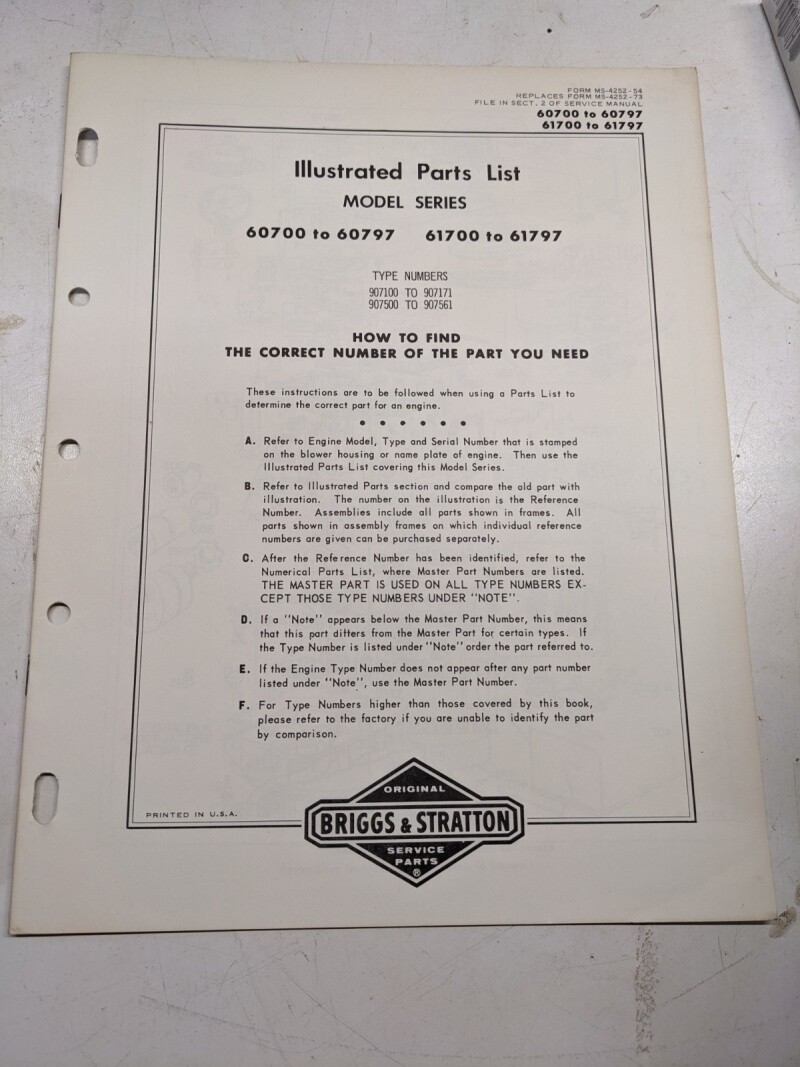 FORM MS-4252-54
REPLACES FORM MS-4252-73
FILE IN SECT. 2 OF SERVICE MANUAL
60700 to 60797
61700 to 61797
Illustrated Parts List
MODEL SERIES
60700 to 60797 61700 to 61797
TYPE NUMBERS
907100 TO 907171
907500 TO 907561
HOW TO FIND
THE CORRECT NUMBER OF THE PART YOU NEED
These instructions are to be followed when using a Parts List to
determine the correct part for an engine.
• • • • • •
A. Refer to Engine Model, Type and Serial Number that is stamped
on the blower housing or name plate of engine. Then use the
Illustrated Parts List covering this Model Series.
B. Refer to Illustrated Parts section and compare the old part with
illustration. The number on the illustration is the Reference
Number. Assemblies include all parts shown in frames. All
parts shown in assembly frames on which individual reference
numbers are given can be purchased separately.
C. After the Reference Number has been identified, refer to the
Numerical Parts List, where Master Part Numbers are listed.
THE MASTER PART IS USED ON ALL TYPE NUMBERS EX-
CEPT THOSE TYPE NUMBERS UNDER "NOTE".
D. If a "Note" appears below the Master Part Number, this means
that this part differs from the Master Part for certain types. If
the Type Number is listed under "Note" order the part referred to.
E. If the Engine Type Number does not appear after any part number
listed under "Note", use the Master Part Number.
F. For Type Numbers higher than those covered by this book,
please refer to the factory if you are unable to identify the part
by comparison.
PRINTED IN U.S.A.
ORIGINAL
BRIGGS & STRATTON
SERVICE
PARTS
®